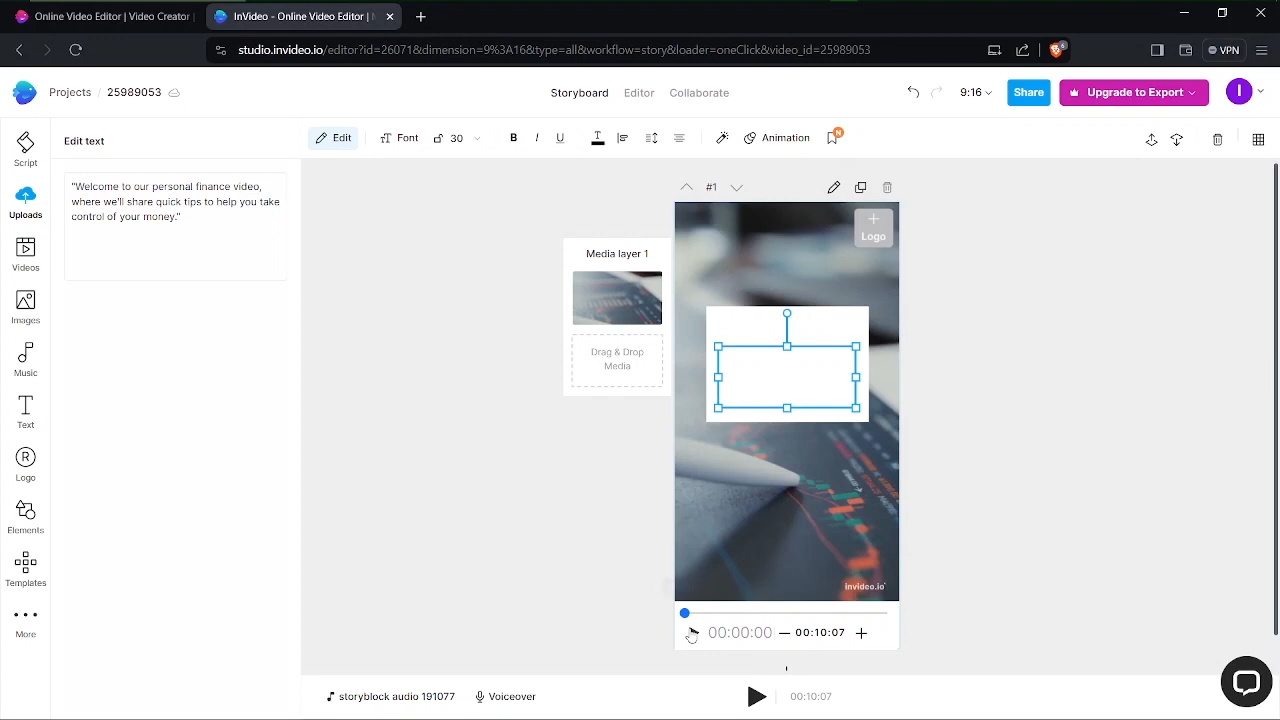 Online Video Editor | Video Creator
InVideo - Online Video Editor |
studio.invideo.io/editor?id=260718&dimension=9%3A16&type=all&workflow=story&loader=oneClick&video_id=25989053
VPN
Projects / 25989053
Storyboard
Editor
Collaborate
9:16
Share
Upgrade to Export
I
Script
Uploads
Videos
Images
Music
Text
Logo
Elements
Templates
More
Edit text
"Welcome to our personal finance video,
where we'll share quick tips to help you take
control of your money."
Edit
Font
30
B
I
U
Animation
N
#1
Media layer 1
Drag & Drop
Media
+
Logo
invideo.io
00:00:00
00:10:07
storyblock audio 191077
Voiceover
00:10:07